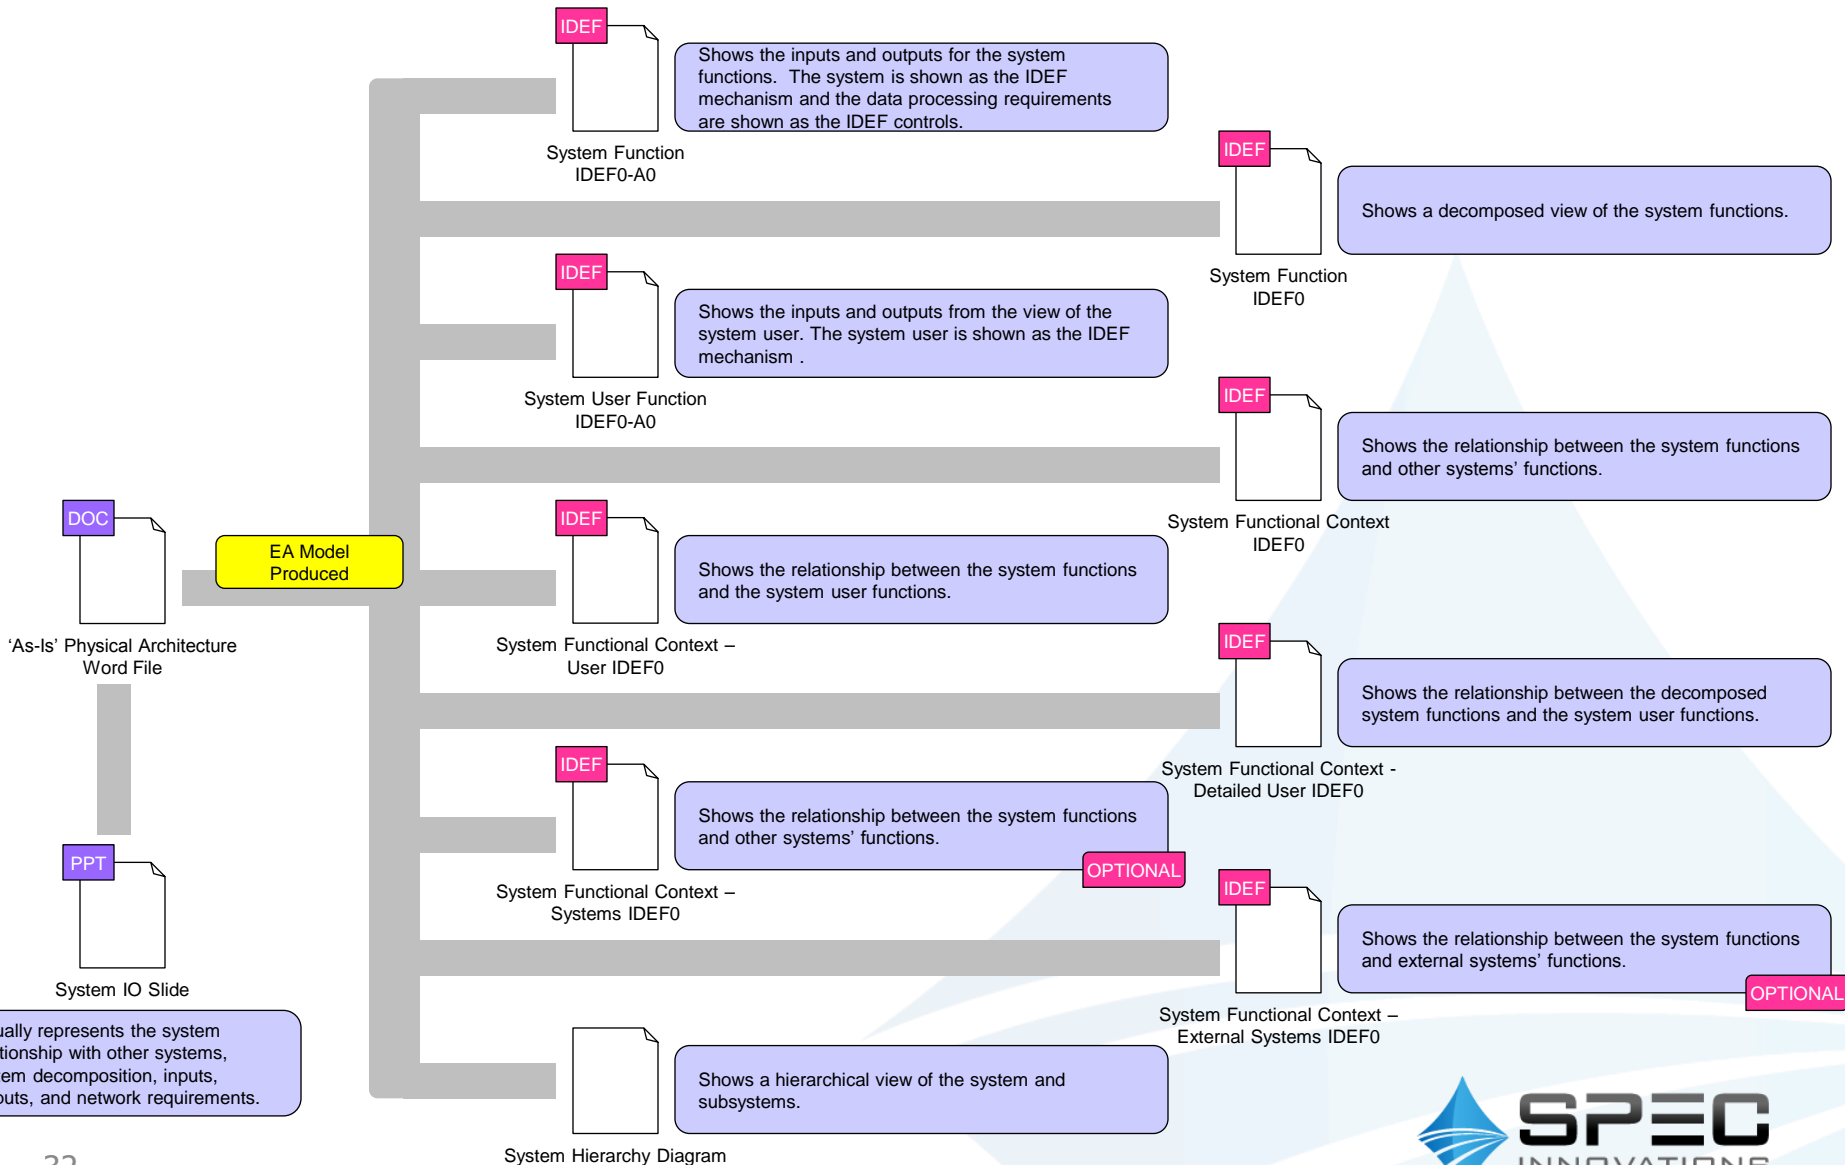 IDEF
Shows the inputs and outputs for the system
functions. The system is shown as the IDEF
mechanism and the data processing requirements
are shown as the IDEF controls.
System Function
IDEF0-A0
IDEF
Shows a decomposed view of the system functions.
System Function
IDEF0
IDEF
Shows the inputs and outputs from the view of the
system user. The system user is shown as the IDEF
mechanism .
System User Function
IDEF0-A0
IDEF
Shows the relationship between the system functions
and other systems’ functions.
System Functional Context
IDEF0
DOC
‘As-Is’ Physical Architecture
Word File
EA Model
Produced
IDEF
Shows the relationship between the system functions
and the system user functions.
System Functional Context –
User IDEF0
IDEF
Shows the relationship between the decomposed
system functions and the system user functions.
System Functional Context -
Detailed User IDEF0
IDEF
Shows the relationship between the system functions
and other systems’ functions.
OPTIONAL
System Functional Context –
Systems IDEF0
PPT
System IO Slide
IDEF
Shows the relationship between the system functions
and external systems’ functions.
OPTIONAL
System Functional Context –
External Systems IDEF0
ually represents the system
tionship with other systems,
tem decomposition, inputs,
outs, and network requirements.
Shows a hierarchical view of the system and
subsystems.
System Hierarchy Diagram
32
SPEC
INNOVATIONS